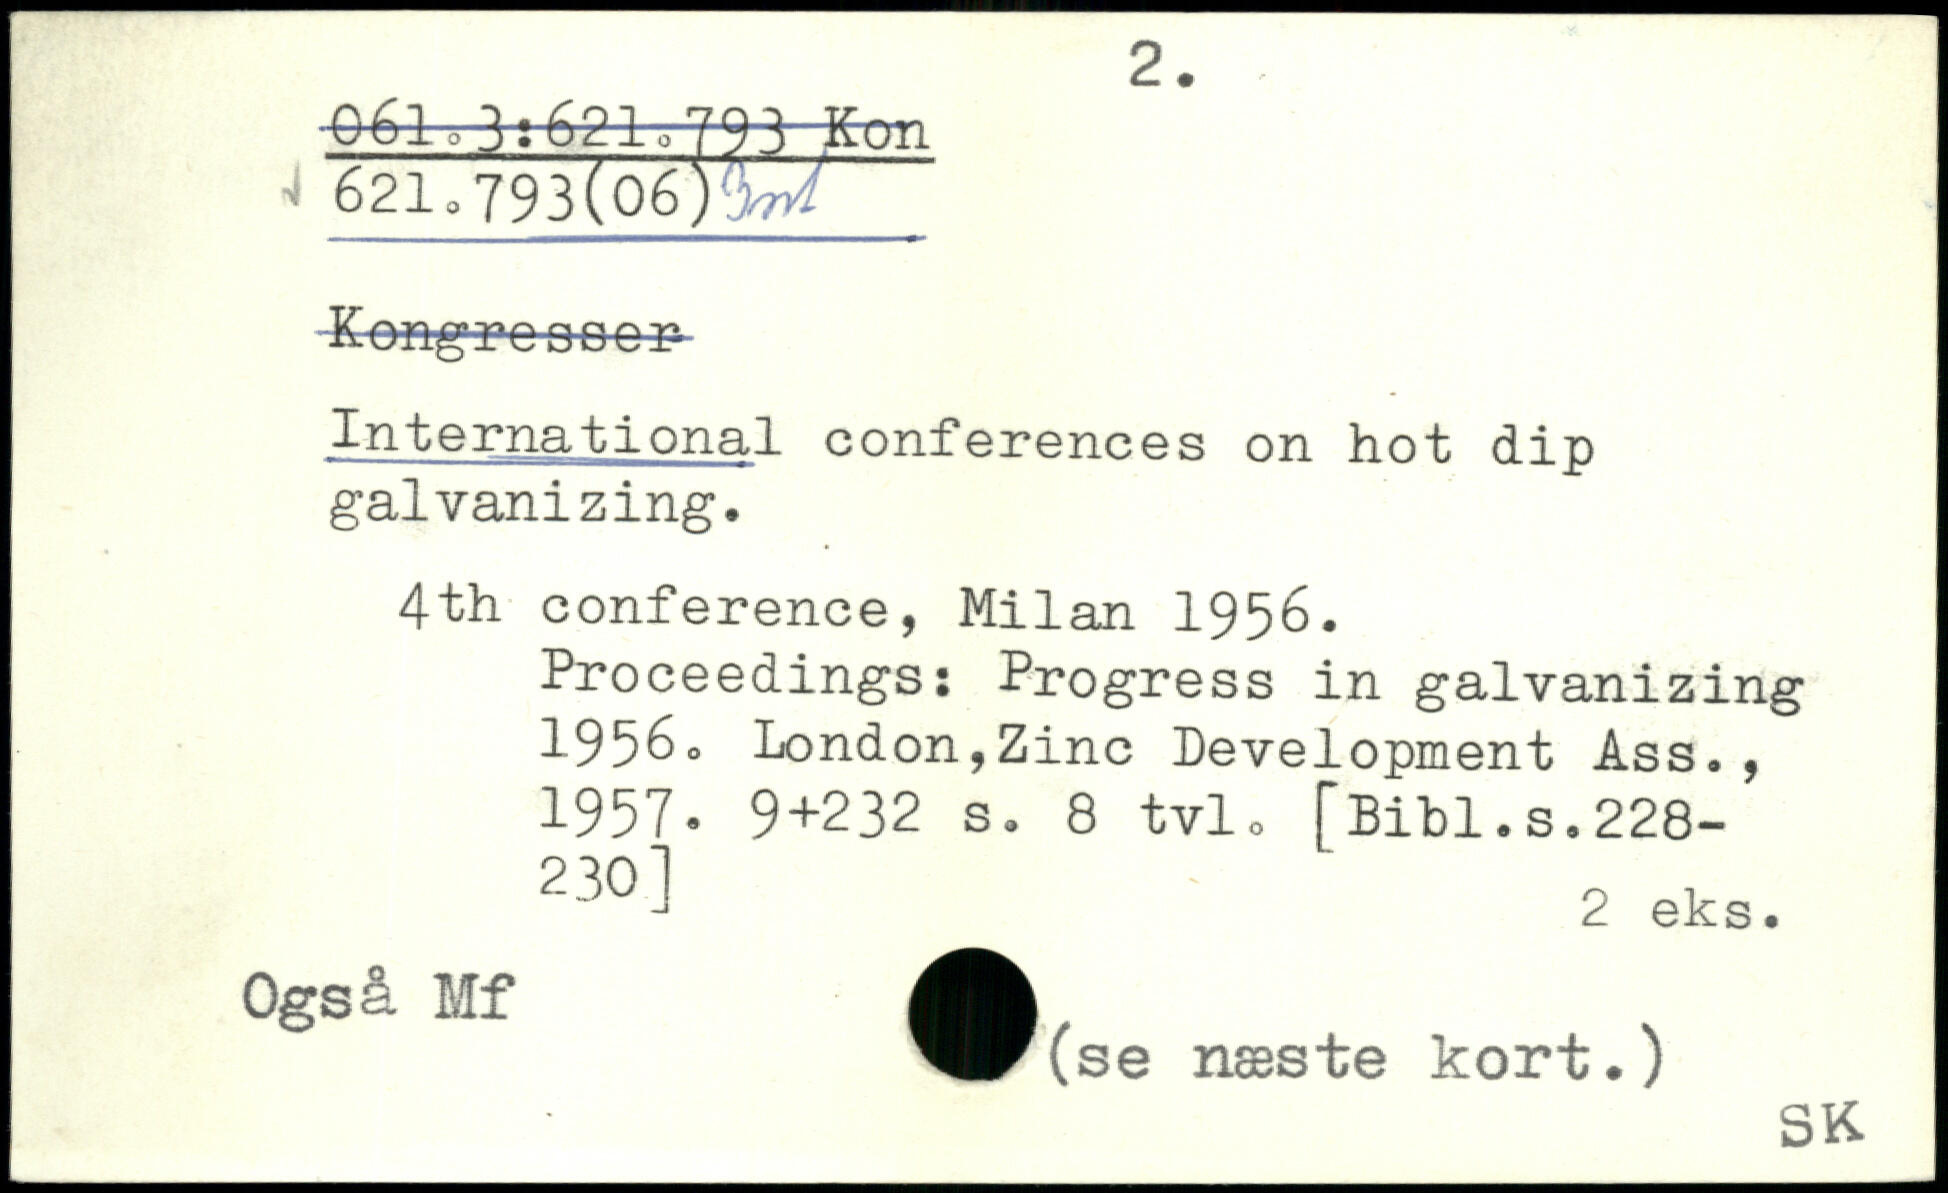 2.
061.3:621.793 Kon
621.793(06) Int
Kongresser
International conferences on hot dip
galvanizing.
4th conference, Milan 1956.
Proceedings: Progress in galvanizing
1956. London,Zinc Development Ass.,
1957. 9+232 s. 8 tvl. [Bibl.s.228-
230]
2 eks.
Også Mf
(se næste kort.)
SK